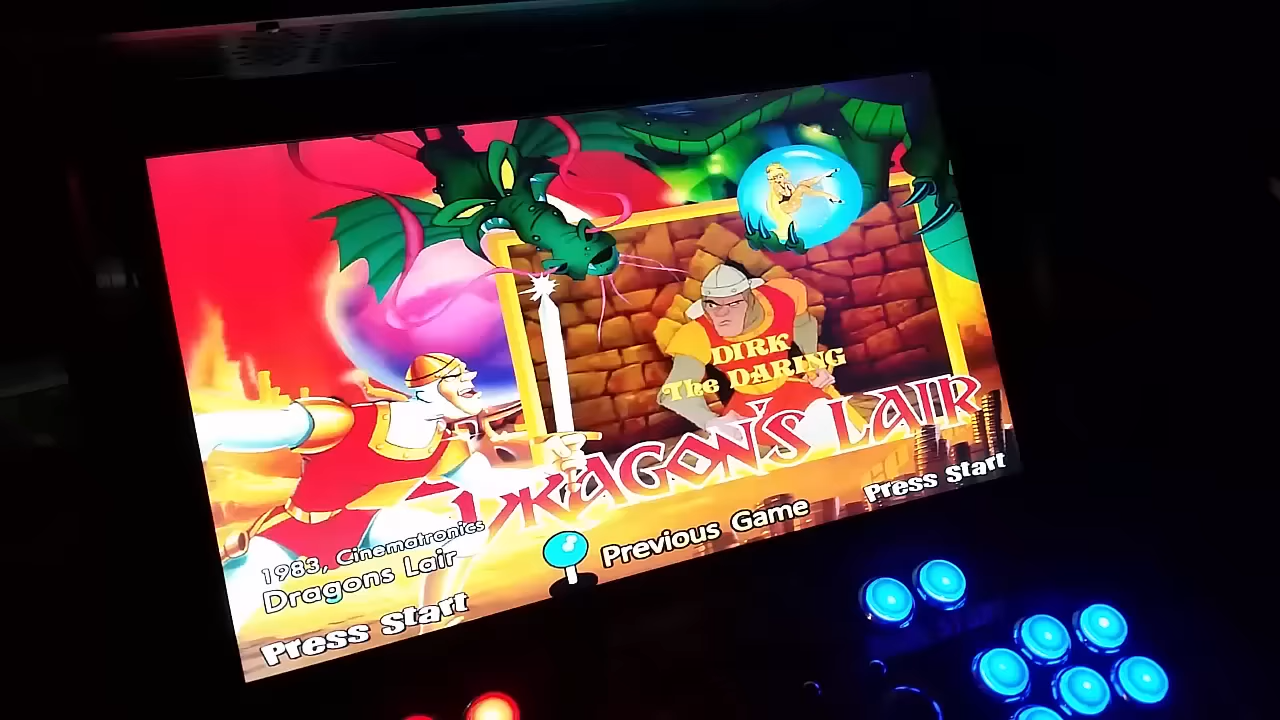 DIRK
The DARING
DRAGON'S LAIR
Press Start
Previous Game
1983, Cinematronics
Dragons Lair
Press Start